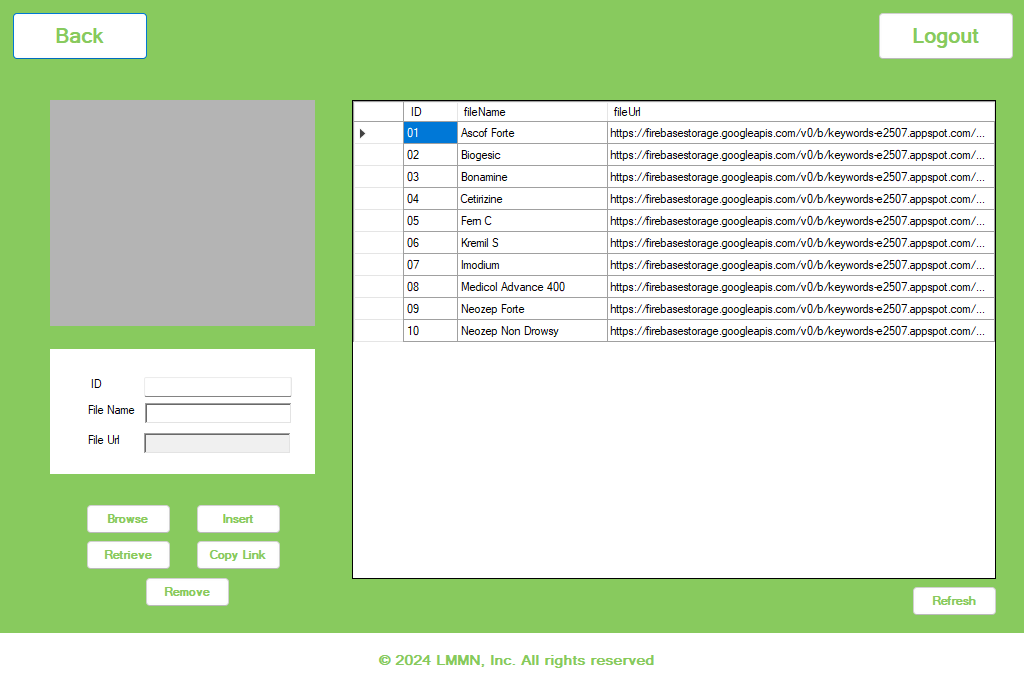 Back
Logout
ID fileName fileUrl
01 Ascof Forte https://firebasestorage.googleapis.com/v0/b/keywords-e2507.appspot.com/...
02 Biogesic https://firebasestorage.googleapis.com/v0/b/keywords-e2507.appspot.com/...
03 Bonamine https://firebasestorage.googleapis.com/v0/b/keywords-e2507.appspot.com/...
04 Cetirizine https://firebasestorage.googleapis.com/v0/b/keywords-e2507.appspot.com/...
05 Fern C https://firebasestorage.googleapis.com/v0/b/keywords-e2507.appspot.com/...
06 Kremil S https://firebasestorage.googleapis.com/v0/b/keywords-e2507.appspot.com/...
07 Imodium https://firebasestorage.googleapis.com/v0/b/keywords-e2507.appspot.com/...
08 Medicol Advance 400 https://firebasestorage.googleapis.com/v0/b/keywords-e2507.appspot.com/...
09 Neozep Forte https://firebasestorage.googleapis.com/v0/b/keywords-e2507.appspot.com/...
10 Neozep Non Drowsy https://firebasestorage.googleapis.com/v0/b/keywords-e2507.appspot.com/...
ID
File Name
File Url
Browse Insert
Retrieve Copy Link
Remove
Refresh
© 2024 LMMN, Inc. All rights reserved